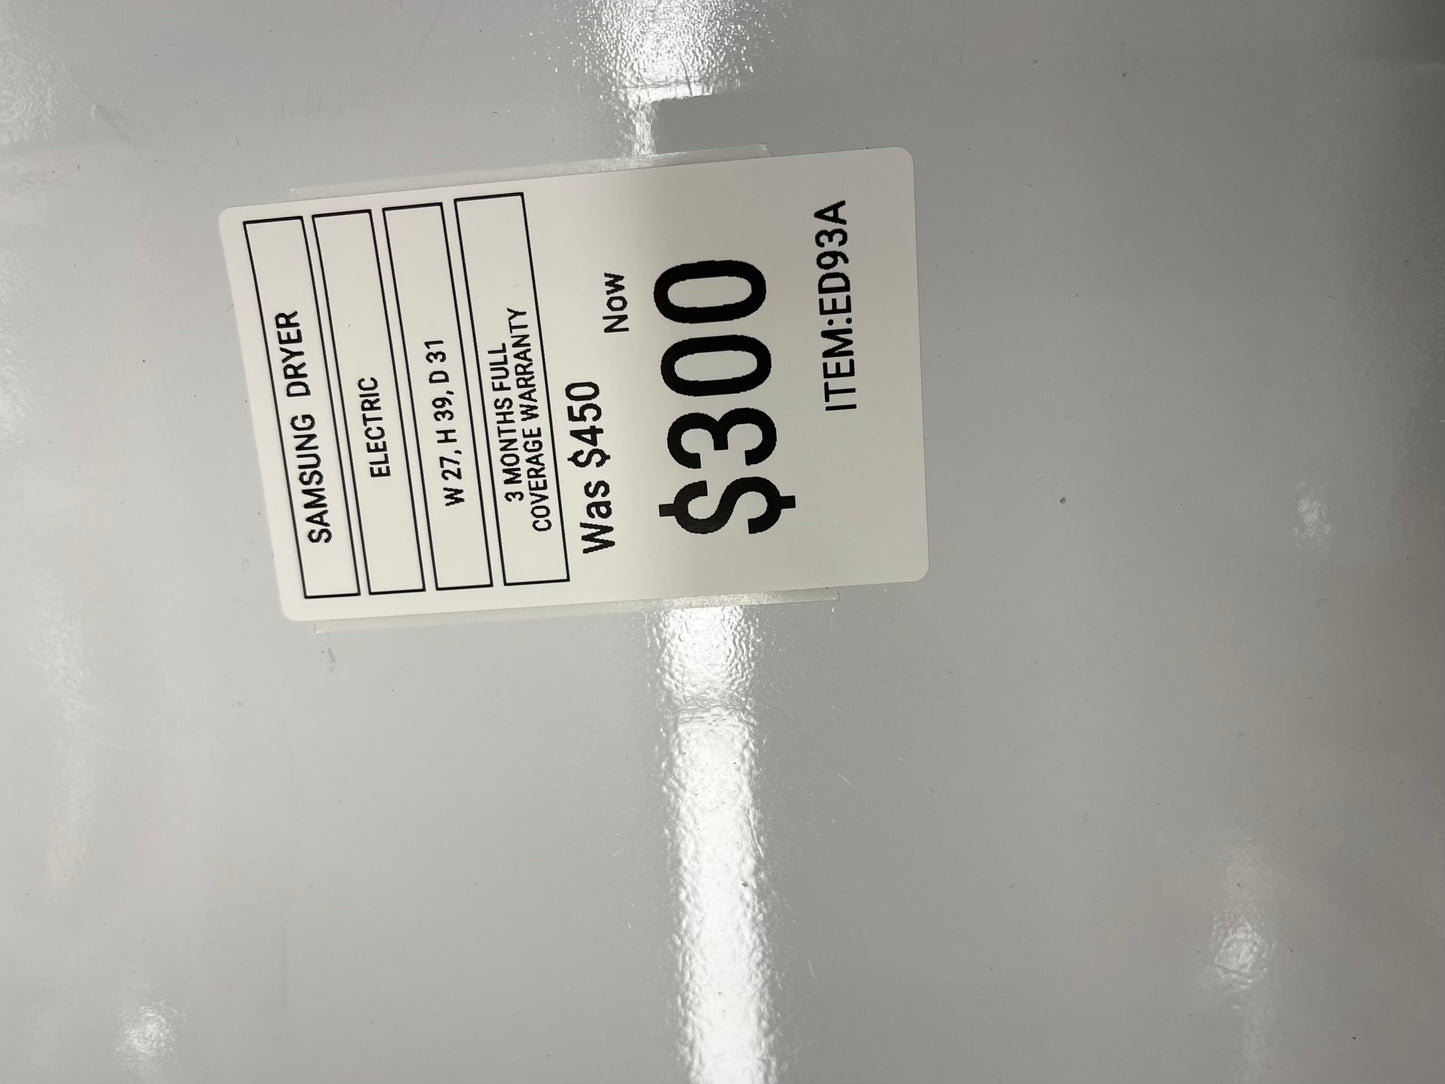 SAMSUNG DRYER
ELECTRIC
W 27, H 39, D 31
3 MONTHS FULL
COVERAGE WARRANTY
Was $450
Now
$300
ITEM:ED93A